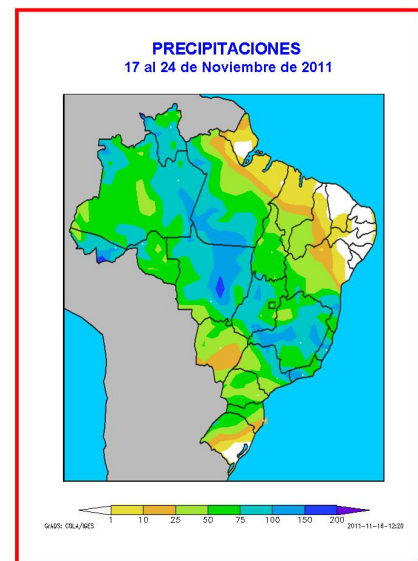 PRECIPITACIONES
17 al 24 de Noviembre de 2011
1 10 25 50 75 100 150 200
GrADS: COLA/IGES 2011-11-16-12:20